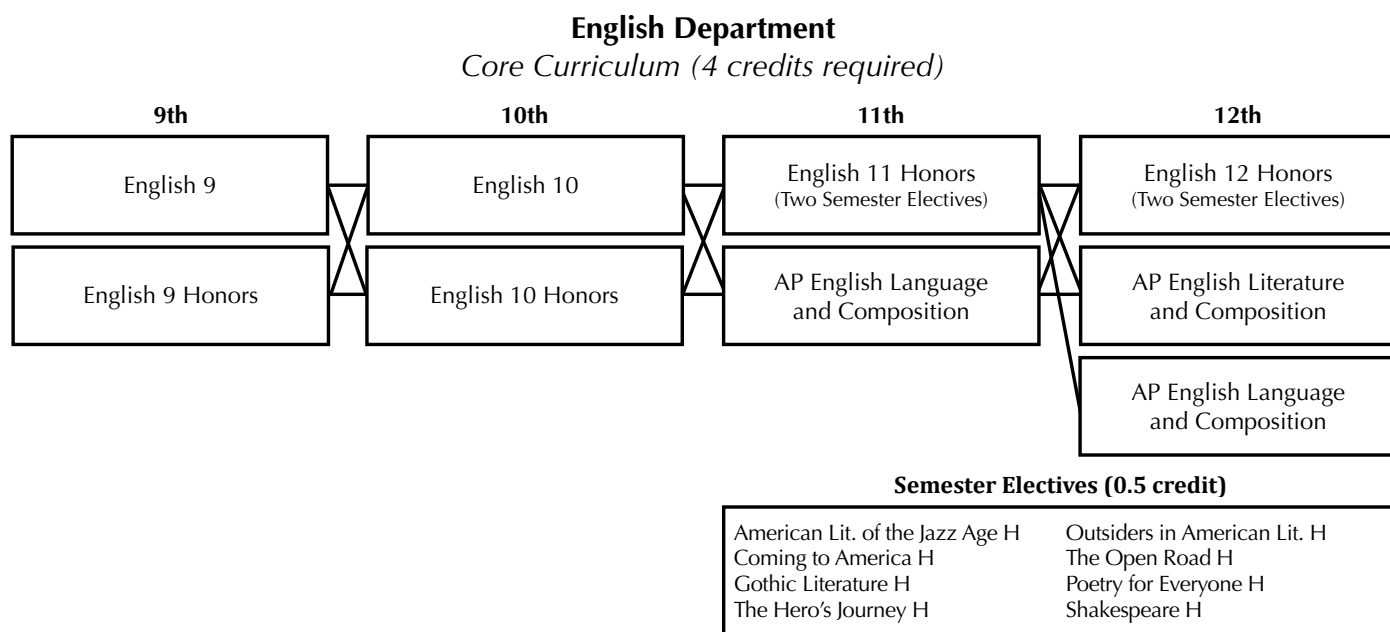 English Department
Core Curriculum (4 credits required)
9th
10th
11th
12th
English 9
English 10
English 11 Honors
(Two Semester Electives)
English 12 Honors
(Two Semester Electives)
English 9 Honors
English 10 Honors
AP English Language
and Composition
AP English Literature
and Composition
AP English Language
and Composition
Semester Electives (0.5 credit)
American Lit. of the Jazz Age H
Coming to America H
Gothic Literature H
The Hero’s Journey H
Outsiders in American Lit. H
The Open Road H
Poetry for Everyone H
Shakespeare H